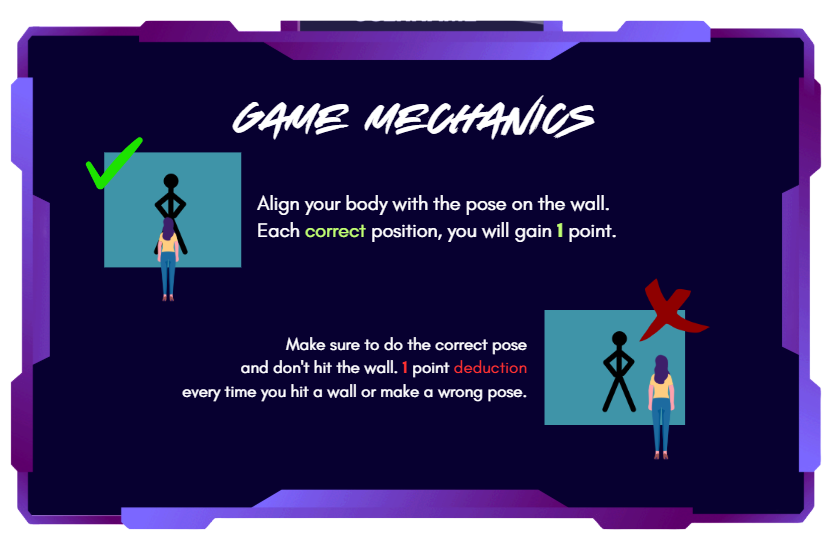 GAME MECHANICS
Align your body with the pose on the wall.
Each correct position, you will gain 1 point.
Make sure to do the correct pose
and don't hit the wall. 1 point deduction
every time you hit a wall or make a wrong pose.